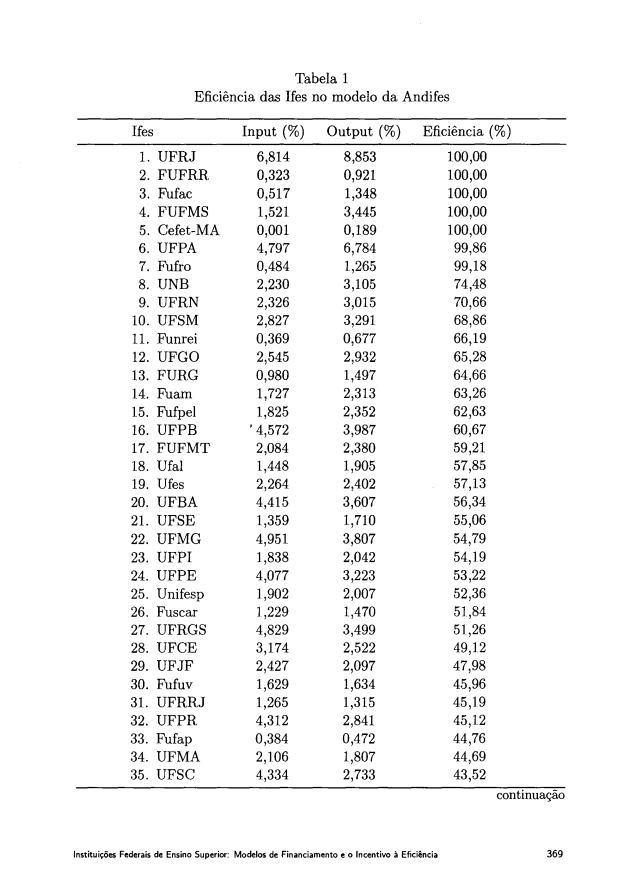 Tabela 1
Eficiência das Ifes no modelo da Andifes
Ifes Input (%) Output (%) Eficiência (%)
1. UFRJ 6,814 8,853 100,00
2. FUFRR 0,323 0,921 100,00
3. Fufac 0,517 1,348 100,00
4. FUFMS 1,521 3,445 100,00
5. Cefet-MA 0,001 0,189 100,00
6. UFPA 4,797 6,784 99,86
7. Fufro 0,484 1,265 99,18
8. UNB 2,230 3,105 74,48
9. UFRN 2,326 3,015 70,66
10. UFSM 2,827 3,291 68,86
11. Funrei 0,369 0,677 66,19
12. UFGO 2,545 2,932 65,28
13. FURG 0,980 1,497 64,66
14. Fuam 1,727 2,313 63,26
15. Fufpel 1,825 2,352 62,63
16. UFPB 4,572 3,987 60,67
17. FUFMT 2,084 2,380 59,21
18. Ufal 1,448 1,905 57,85
19. Ufes 2,264 2,402 57,13
20. UFBA 4,415 3,607 56,34
21. UFSE 1,359 1,710 55,06
22. UFMG 4,951 3,807 54,79
23. UFPI 1,838 2,042 54,19
24. UFPE 4,077 3,223 53,22
25. Unifesp 1,902 2,007 52,36
26. Fuscar 1,229 1,470 51,84
27. UFRGS 4,829 3,499 51,26
28. UFCE 3,174 2,522 49,12
29. UFJF 2,427 2,097 47,98
30. Fufuv 1,629 1,634 45,96
31. UFRRJ 1,265 1,315 45,19
32. UFPR 4,312 2,841 45,12
33. Fufap 0,384 0,472 44,76
34. UFMA 2,106 1,807 44,69
35. UFSC 4,334 2,733 43,52
continuação
Instituições Federais de Ensino Superior: Modelos de Financiamento e o Incentivo à Eficiência 369